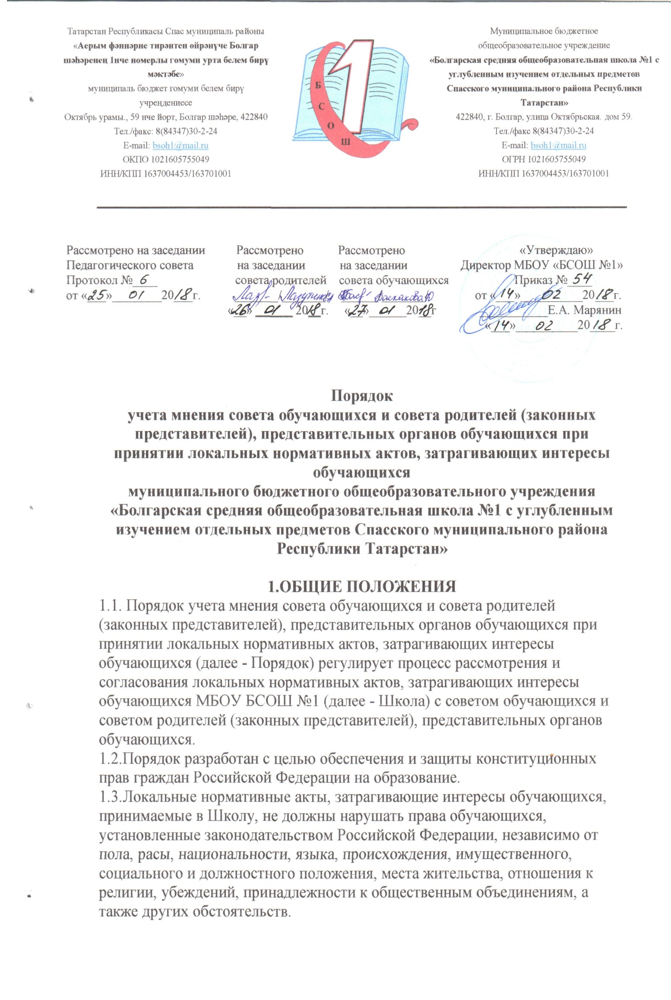 Татарстан Республикасы Спас муниципаль районы
«Аерым фәннәрне тирәнтен өйрәнүче Болгар
шәһәренең 1нче номерлы гомуми урта белем бирү
мәктәбе»
муниципаль бюджет гомуми белем бирү
учреңдениесе
Октябрь урамы., 59 нче йорт, Болгар шәһәре, 422840
Тел./факс: 8(84347)30-2-24
E-mail: bsoh1@mail.ru
ОКПО 1021605755049
ИНН/КПП 1637004453/163701001
1
Б
С
О
Ш
Муниципальное бюджетное
общеобразовательное учреждение
«Болгарская средняя общеобразовательная школа №1 с
углубленным изучением отдельных предметов
Спасского муниципального района Республики
Татарстан»
422840, г. Болгар, улица Октябрьская. дом 59.
Тел./факс 8(84347)30-2-24
E-mail: bsoh1@mail.ru
ОГРН 1021605755049
ИНН/КПП 1637004453/163701001
Рассмотрено на заседании
Педагогического совета
Протокол № 6
от «25» 01 2018г.
Рассмотрено
на заседании
совета родителей
«26» 01 2018г.
Рассмотрено
на заседании
совета обучающихся
Баскакова Ю
«27» 01 2018г
«Утверждаю»
Директор МБОУ «БСОШ №1»
Приказ № 54
от «14» 02 2018г.
Е.А. Марянин
«14» 02 2018г.
Порядок
учета мнения совета обучающихся и совета родителей (законных
представителей), представительных органов обучающихся при
принятии локальных нормативных актов, затрагивающих интересы
обучающихся
муниципального бюджетного общеобразовательного учреждения
«Болгарская средняя общеобразовательная школа №1 с углубленным
изучением отдельных предметов Спасского муниципального района
Республики Татарстан»
1.ОБЩИЕ ПОЛОЖЕНИЯ
1.1. Порядок учета мнения совета обучающихся и совета родителей
(законных представителей), представительных органов обучающихся при
принятии локальных нормативных актов, затрагивающих интересы
обучающихся (далее - Порядок) регулирует процесс рассмотрения и
согласования локальных нормативных актов, затрагивающих интересы
обучающихся МБОУ БСОШ №1 (далее - Школа) с советом обучающихся и
советом родителей (законных представителей), представительных органов
обучающихся.
1.2.Порядок разработан с целью обеспечения и защиты конституционных
прав граждан Российской Федерации на образование.
1.3.Локальные нормативные акты, затрагивающие интересы обучающихся,
принимаемые в Школу, не должны нарушать права обучающихся,
установленные законодательством Российской Федерации, независимо от
пола, расы, национальности, языка, происхождения, имущественного,
социального и должностного положения, места жительства, отношения к
религии, убеждений, принадлежности к общественным объединениям, а
также других обстоятельств.